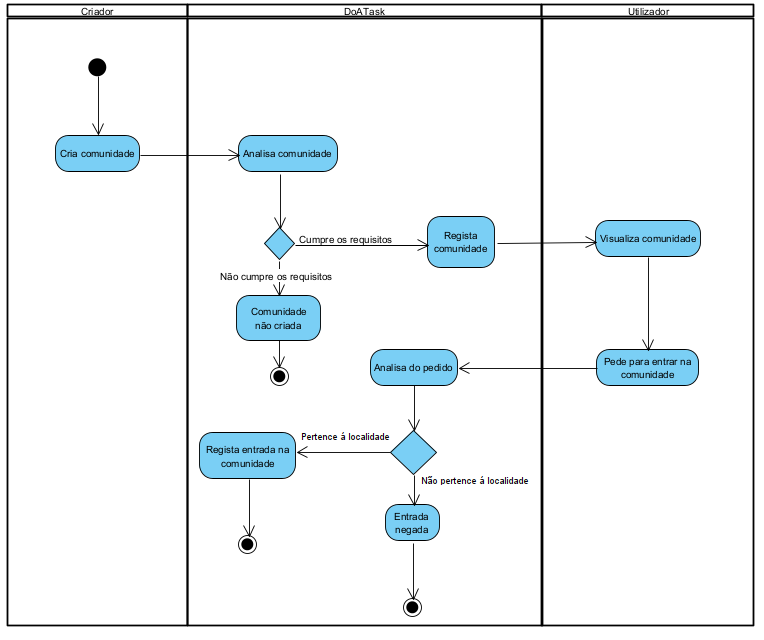 Criador
DoATask
Utilizador
Cria comunidade
Analisa comunidade
Cumpre os requisitos
Regista
comunidade
Visualiza comunidade
Não cumpre os requisitos
Comunidade
não criada
Pede para entrar na
comunidade
Analisa do pedido
Pertence á localidade
Regista entrada na
comunidade
Não pertence á localidade
Entrada
negada